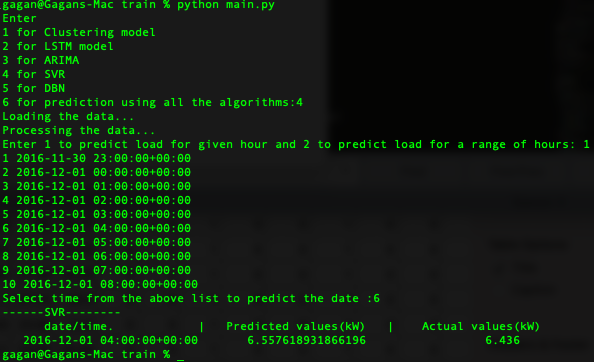 gagan@Gagans-Mac train % python main.py
Enter
1 for Clustering model
2 for LSTM model
3 for ARIMA
4 for SVR
5 for DBN
6 for prediction using all the algorithms:4
Loading the data...
Processing the data...
Enter 1 to predict load for given hour and 2 to predict load for a range of hours: 1
1 2016-11-30 23:00:00+00:00
2 2016-12-01 00:00:00+00:00
3 2016-12-01 01:00:00+00:00
4 2016-12-01 02:00:00+00:00
5 2016-12-01 03:00:00+00:00
6 2016-12-01 04:00:00+00:00
7 2016-12-01 05:00:00+00:00
8 2016-12-01 06:00:00+00:00
9 2016-12-01 07:00:00+00:00
10 2016-12-01 08:00:00+00:00
Select time from the above list to predict the date :6
------SVR--------
date/time. | Predicted values(kW) | Actual values(kW)
2016-12-01 04:00:00+00:00 6.557618931866196 6.436
gagan@Gagans-Mac train % _